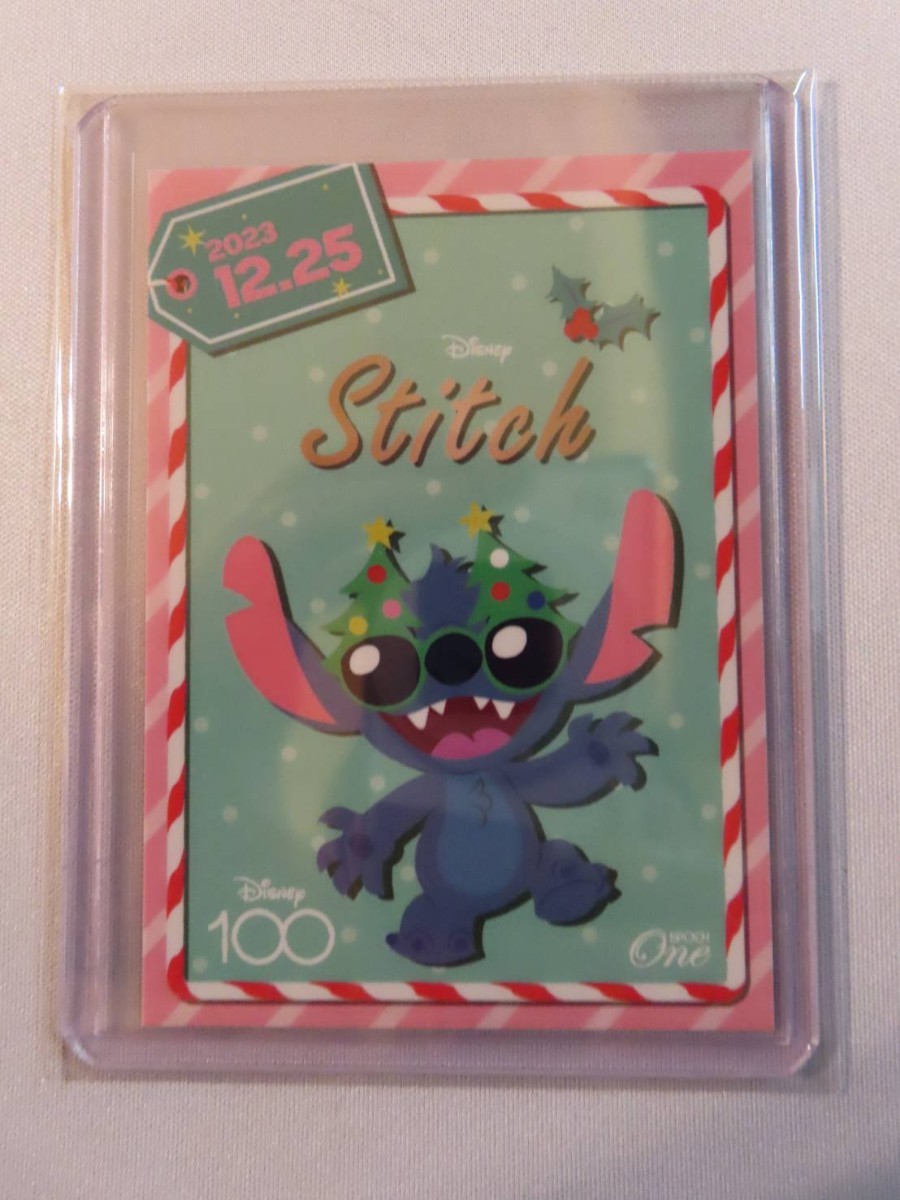 2023
12.25
Disney
Stitch
Disney
100
EPOCH
One